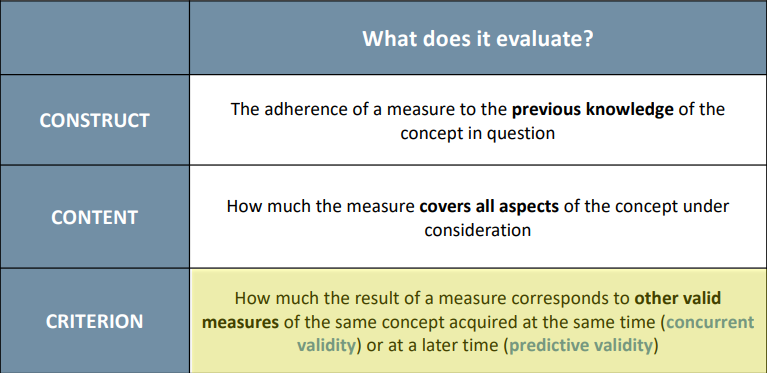 What does it evaluate?
CONSTRUCT
The adherence of a measure to the previous knowledge of the
concept in question
CONTENT
How much the measure covers all aspects of the concept under
consideration
CRITERION
How much the result of a measure corresponds to other valid
measures of the same concept acquired at the same time (concurrent
validity) or at a later time (predictive validity)